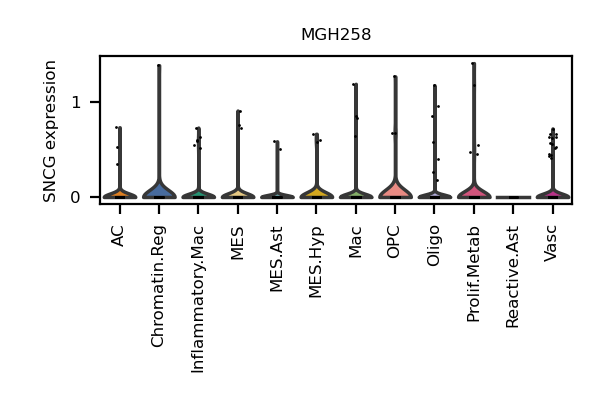 MGH258
SNCG expression
1
0
AC
Chromatin.Reg
Inflammatory.Mac
MES
MES.Ast
MES.Hyp
Mac
OPC
Oligo
Prolif.Metab
Reactive.Ast
Vasc